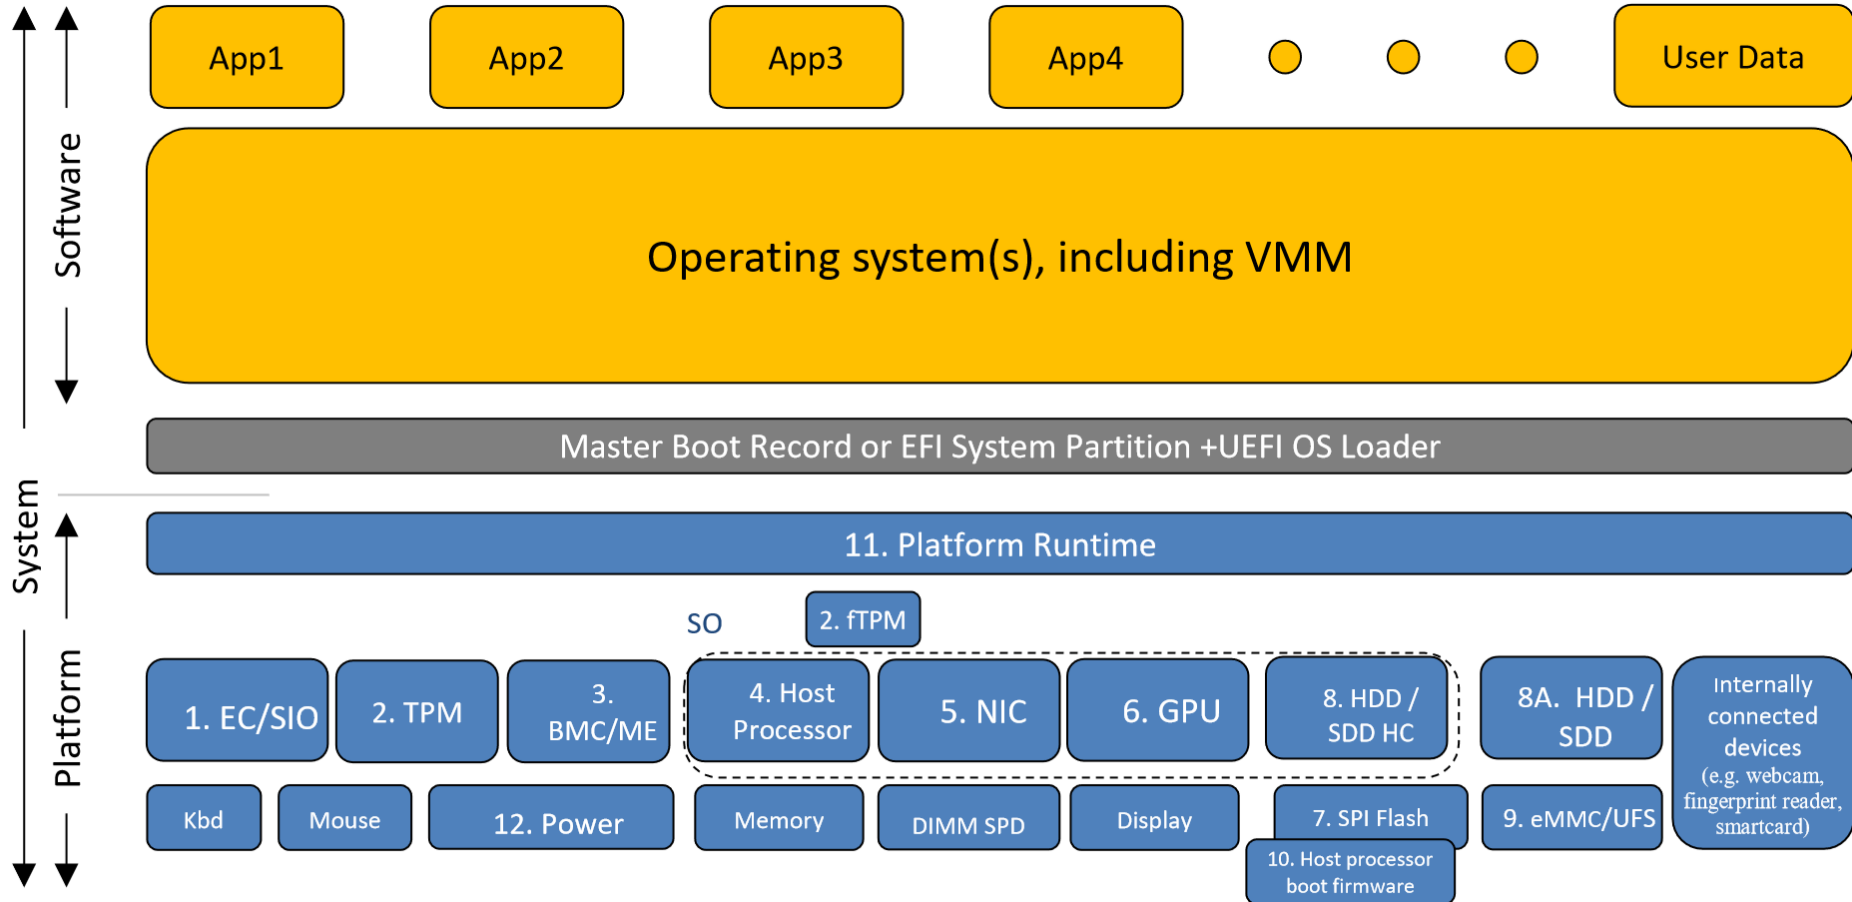 App1
App2
App3
App4
User Data
Software
Operating system(s), including VMM
Master Boot Record or EFI System Partition +UEFI OS Loader
System
11. Platform Runtime
Platform
SO
2. fTPM
1. EC/SIO
2. TPM
3.
BMC/ME
4. Host
Processor
5. NIC
6. GPU
8. HDD /
SDD HC
8A. HDD /
SDD
Internally
connected
devices
(e.g. webcam,
fingerprint reader,
smartcard)
Kbd
Mouse
12. Power
Memory
DIMM SPD
Display
7. SPI Flash
9. eMMC/UFS
10. Host processor
boot firmware